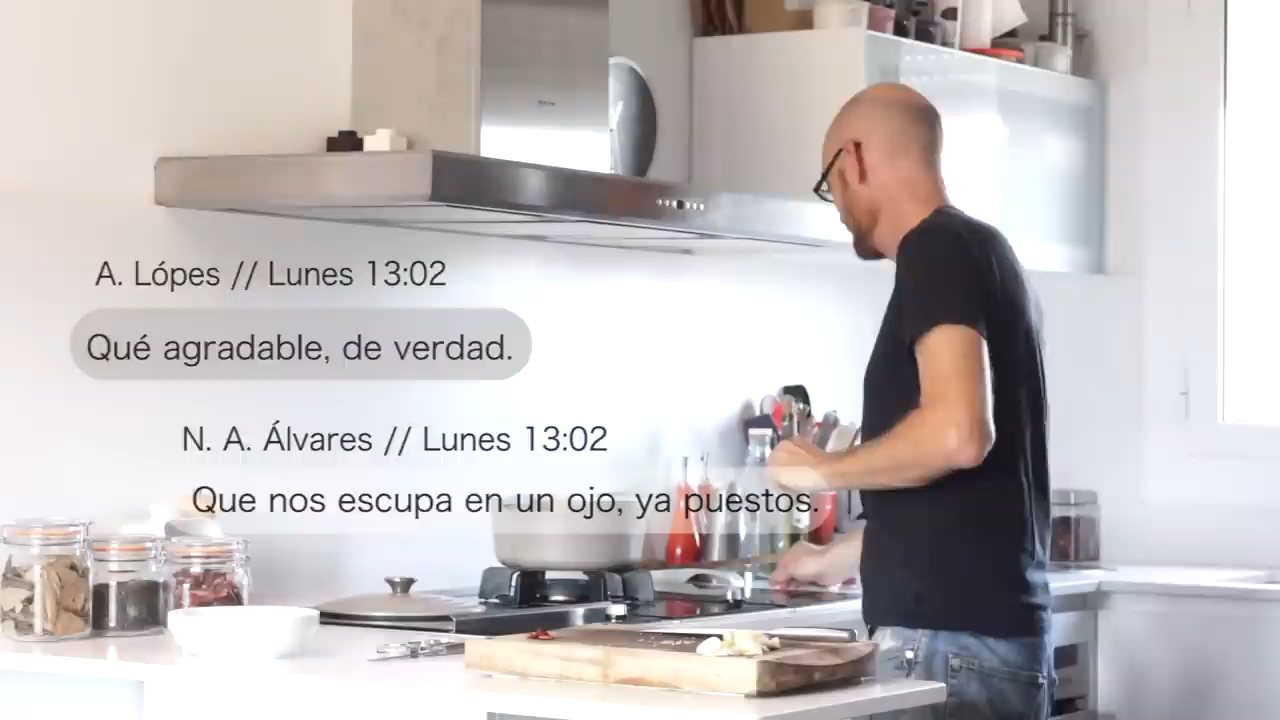 A. Lópes // Lunes 13:02
Qué agradable, de verdad.
N. A. Álvares // Lunes 13:02
Que nos escupa en un ojo, ya puestos.